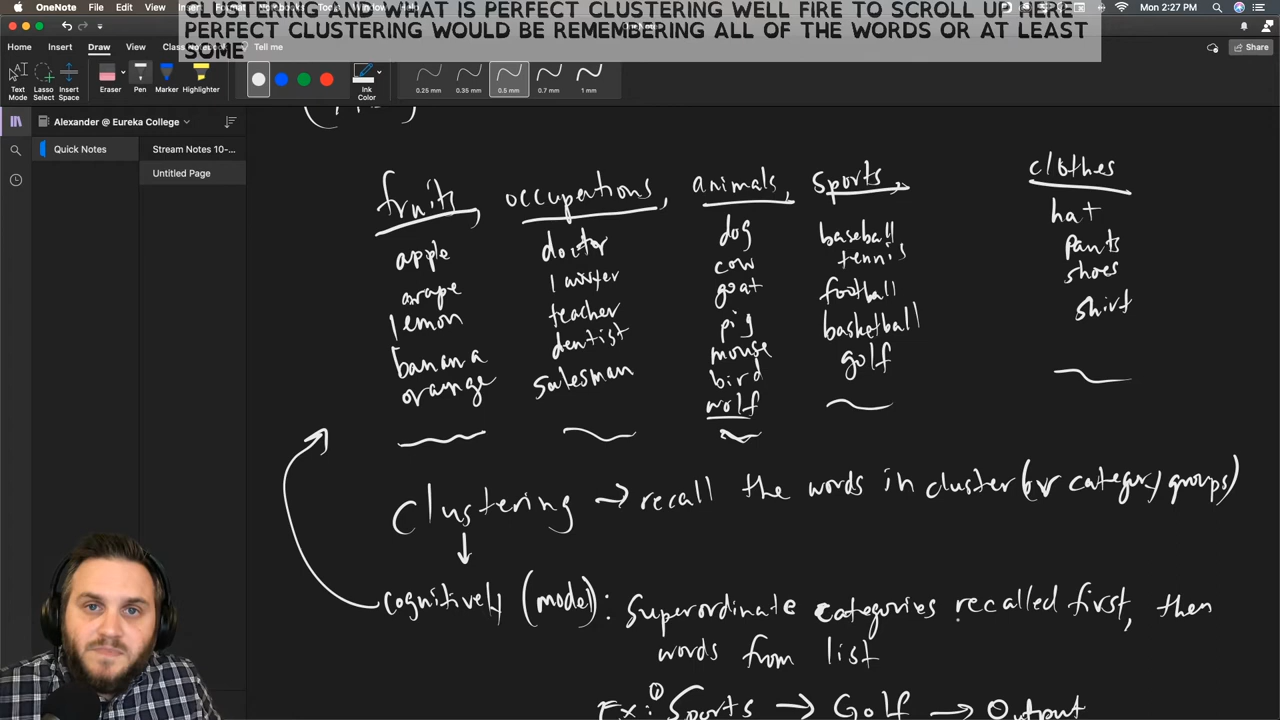 CLUSTERING AND WHAT IS PERFECT CLUSTERING WELL FIRE TO SCROLL UP HERE
PERFECT CLUSTERING WOULD BE REMEMBERING ALL OF THE WORDS OR AT LEAST
SOME
OneNote File Edit View Insert Mon 2:27 PM
Home Insert Draw View Class Notebook Tell me
Share
Text Mode
Lasso Select
Insert Space
Eraser
Pen
Marker
Highlighter
0.25 mm 0.35 mm 0.5 mm 0.7 mm 1 mm
Ink Color
Alexander @ Eureka College
Quick Notes
Stream Notes 10-...
Untitled Page
fruits, occupations, animals, sports, clothes
apple doctor dog baseball hat
grape lawyer cow tennis pants
lemon teacher goat football shoes
banana dentist pig basketball shirt
orange salesman mouse golf
bird
wolf
Clustering → recall the words in cluster (or category/groups)
↓
cognitively (model): Superordinate categories recalled first, then
words from list
Ex: ① Sports → Golf → Output